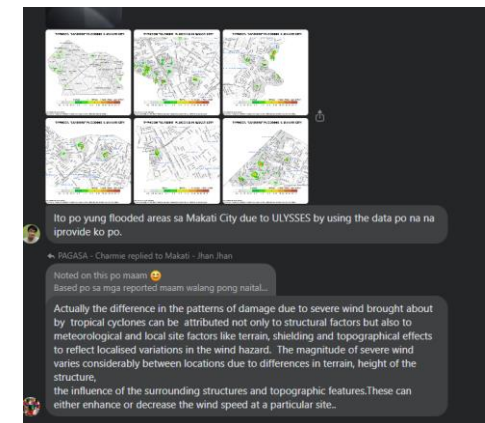 Ito po yung flooded areas sa Makati City due to ULYSSES by using the data po na na
iprovide ko po.
PAGASA - Charmie replied to Makati - Jhan Jhan
Noted on this po maam 😆
Based po sa mga reported maam walang pong naital...
Actually the difference in the patterns of damage due to severe wind brought about
by tropical cyclones can be attributed not only to structural factors but also to
meteorological and local site factors like terrain, shielding and topographical effects
to reflect localised variations in the wind hazard. The magnitude of severe wind
varies considerably between locations due to differences in terrain, height of the
structure,
the influence of the surrounding structures and topographic features.These can
either enhance or decrease the wind speed at a particular site..